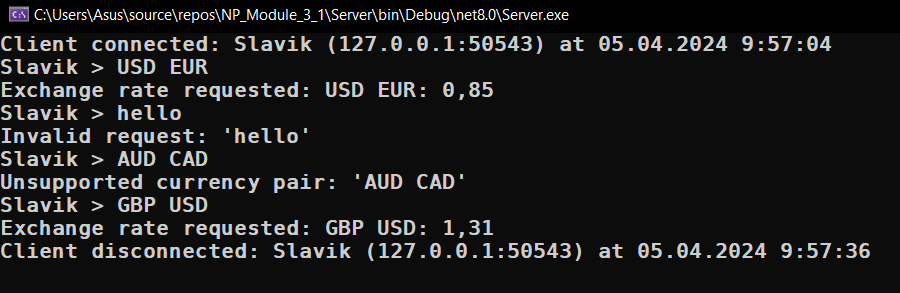 C:\Users\Asus\source\repos\NP_Module_3_1\Server\bin\Debug\net8.0\Server.exe
Client connected: Slavik (127.0.0.1:50543) at 05.04.2024 9:57:04
Slavik > USD EUR
Exchange rate requested: USD EUR: 0,85
Slavik > hello
Invalid request: 'hello'
Slavik > AUD CAD
Unsupported currency pair: 'AUD CAD'
Slavik > GBP USD
Exchange rate requested: GBP USD: 1,31
Client disconnected: Slavik (127.0.0.1:50543) at 05.04.2024 9:57:36